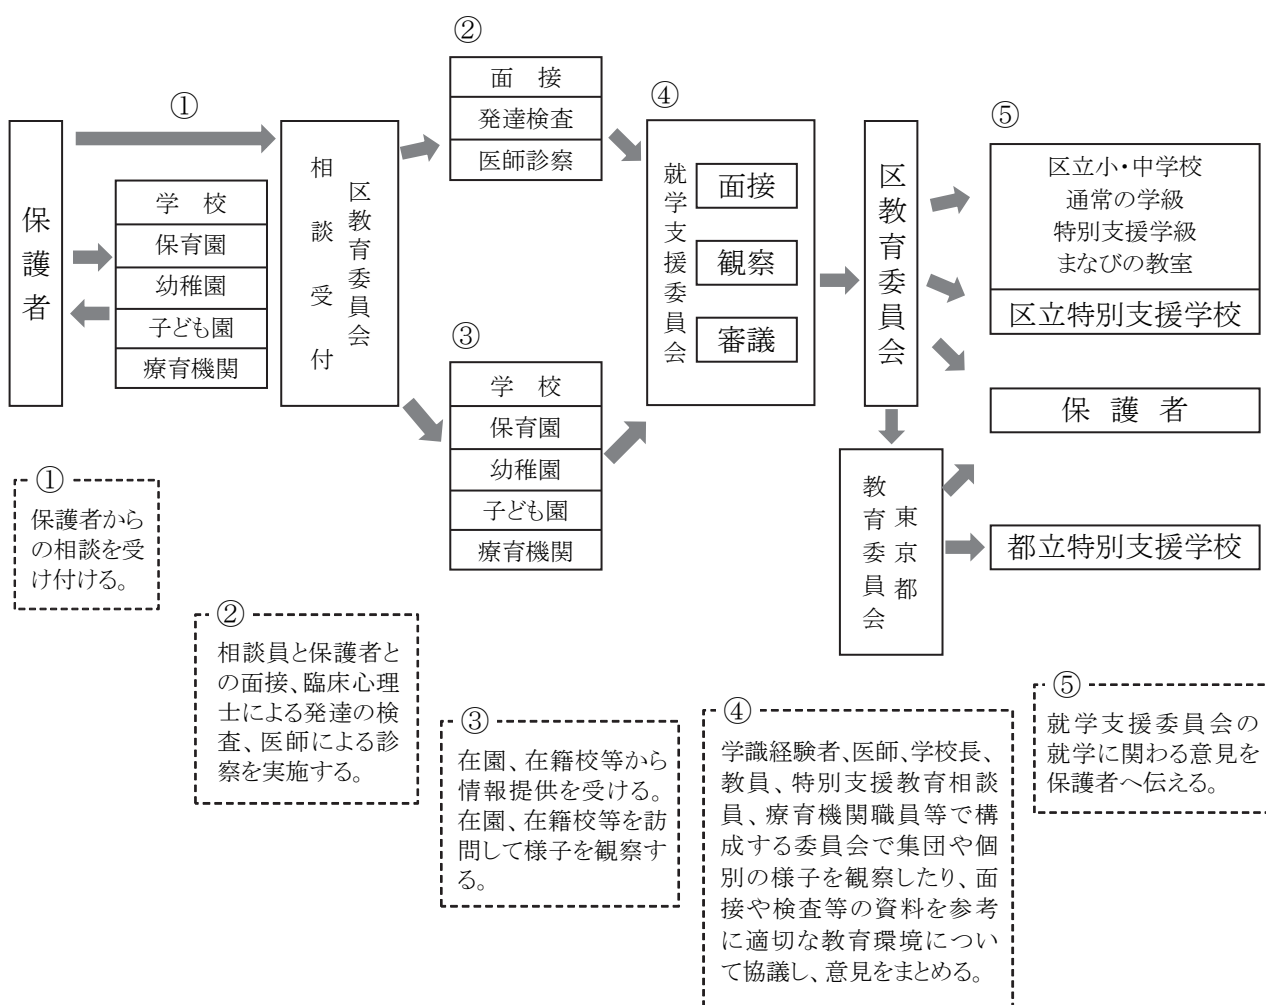 ①
保護者
学校
保育園
幼稚園
子ども園
療育機関
区教育委員会
相談受付
②
面接
発達検査
医師診察
③
学校
保育園
幼稚園
子ども園
療育機関
④
就学支援委員会
面接
観察
審議
区教育委員会
⑤
区立小・中学校
通常の学級
特別支援学級
まなびの教室
区立特別支援学校
保護者
東京都
教育委員会
都立特別支援学校
①
保護者から
の相談を受
け付ける。
②
相談員と保護者と
の面接、臨床心理
士による発達の検
査、医師による診
察を実施する。
③
在園、在籍校等から
情報提供を受ける。
在園、在籍校等を訪
問して様子を観察す
る。
④
学識経験者、医師、学校長、
教員、特別支援教育相談
員、療育機関職員等で構
成する委員会で集団や個
別の様子を観察したり、面
接や検査等の資料を参考
に適切な教育環境につい
て協議し、意見をまとめる。
⑤
就学支援委員会の
就学に関わる意見を
保護者へ伝える。